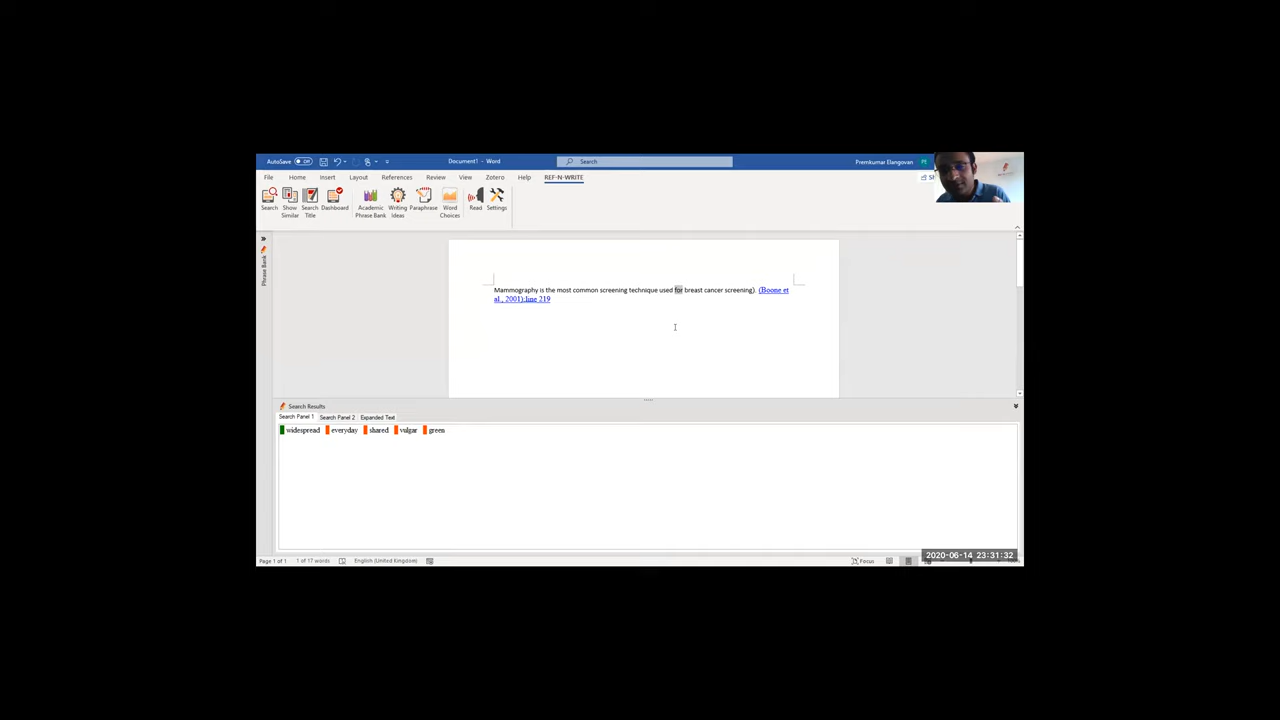 AutoSave Off Document1 - Word Search Premkumar Elangovan PE
File Home Insert Layout References Review View Zotero Help REF-N-WRITE Sh
Search Show Similar Search Title Dashboard Academic Phrase Bank Writing Ideas Paraphrase Word Choices Read Settings
Phrase Bank
Mammography is the most common screening technique used for breast cancer screening). (Boone et
al., 2001);line 219
Search Results
Search Panel 1 Search Panel 2 Expanded Text
widespread everyday shared vulgar green
2020-06-14 23:31:32
Page 1 of 1 1 of 17 words English (United Kingdom) Focus